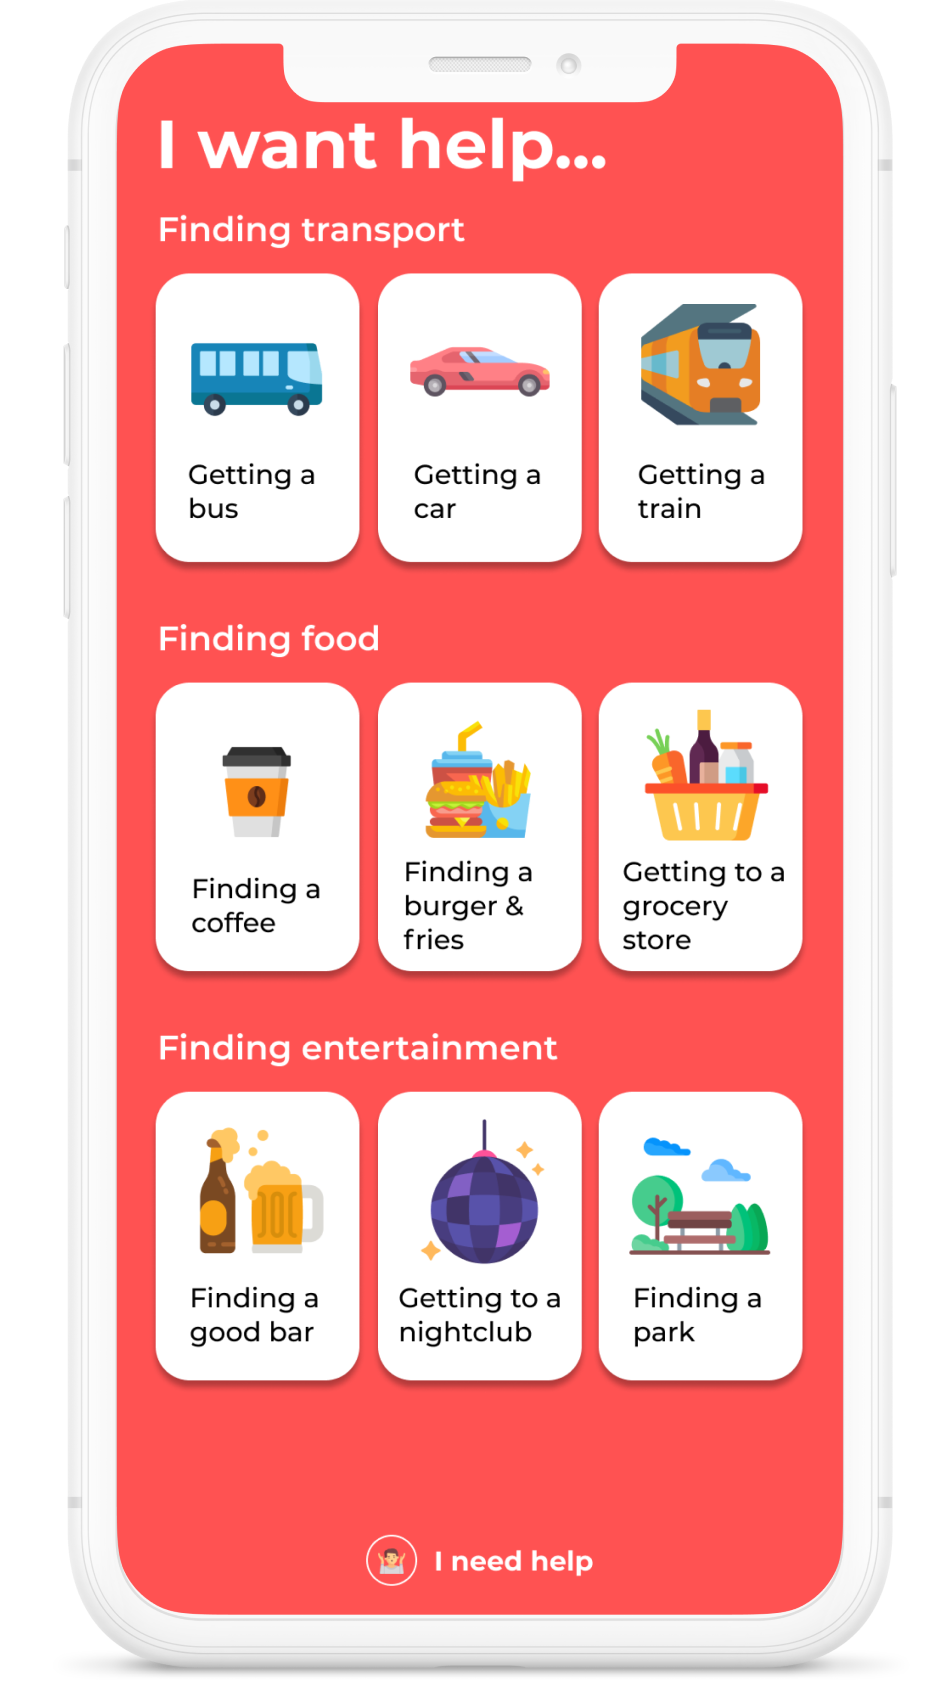 I want help...
Finding transport
Getting a
bus
Getting a
car
Getting a
train
Finding food
Finding a
coffee
Finding a
burger &
fries
Getting to a
grocery
store
Finding entertainment
Finding a
good bar
Getting to a
nightclub
Finding a
park
I need help